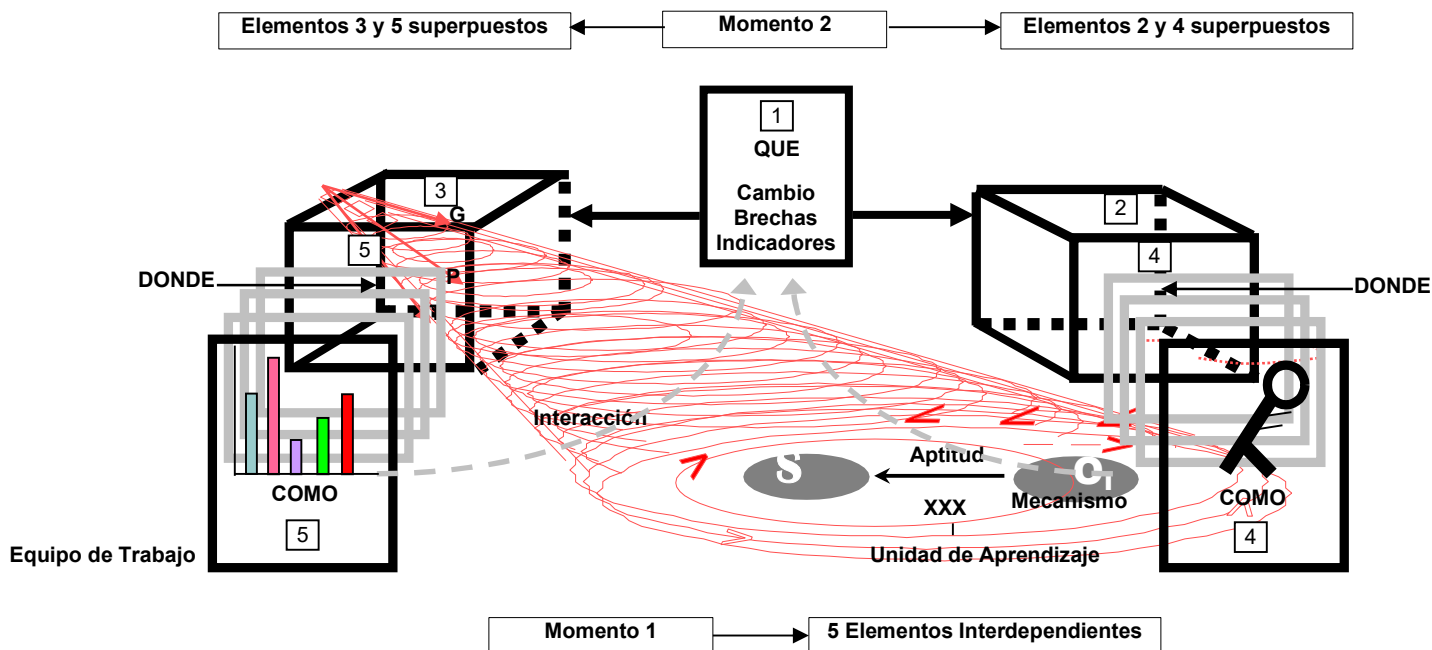 Elementos 3 y 5 superpuestos
Momento 2
Elementos 2 y 4 superpuestos
1
QUE
Cambio
Brechas
Indicadores
3
G
5
P
DONDE
2
4
DONDE
Interacción
S
Aptitud
XXX
Mecanismo
Unidad de Aprendizaje
COMO
5
Equipo de Trabajo
COMO
4
Momento 1
5 Elementos Interdependientes